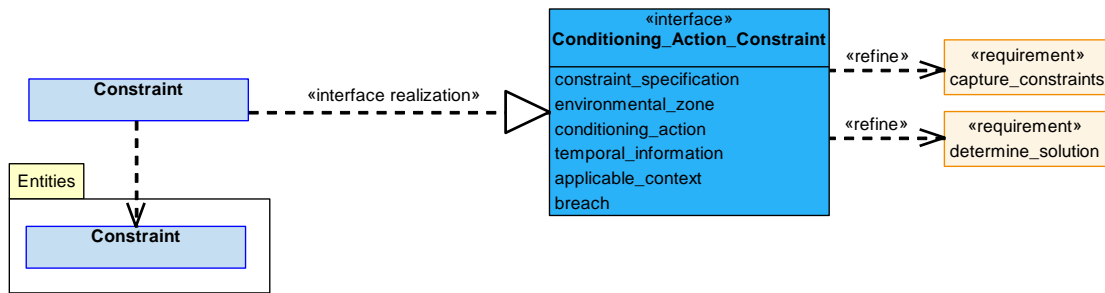 Constraint
«interface realization»
Entities
Constraint
«interface»
Conditioning_Action_Constraint
constraint_specification
environmental_zone
conditioning_action
temporal_information
applicable_context
breach
«refine»
«requirement»
capture_constraints
«refine»
«requirement»
determine_solution